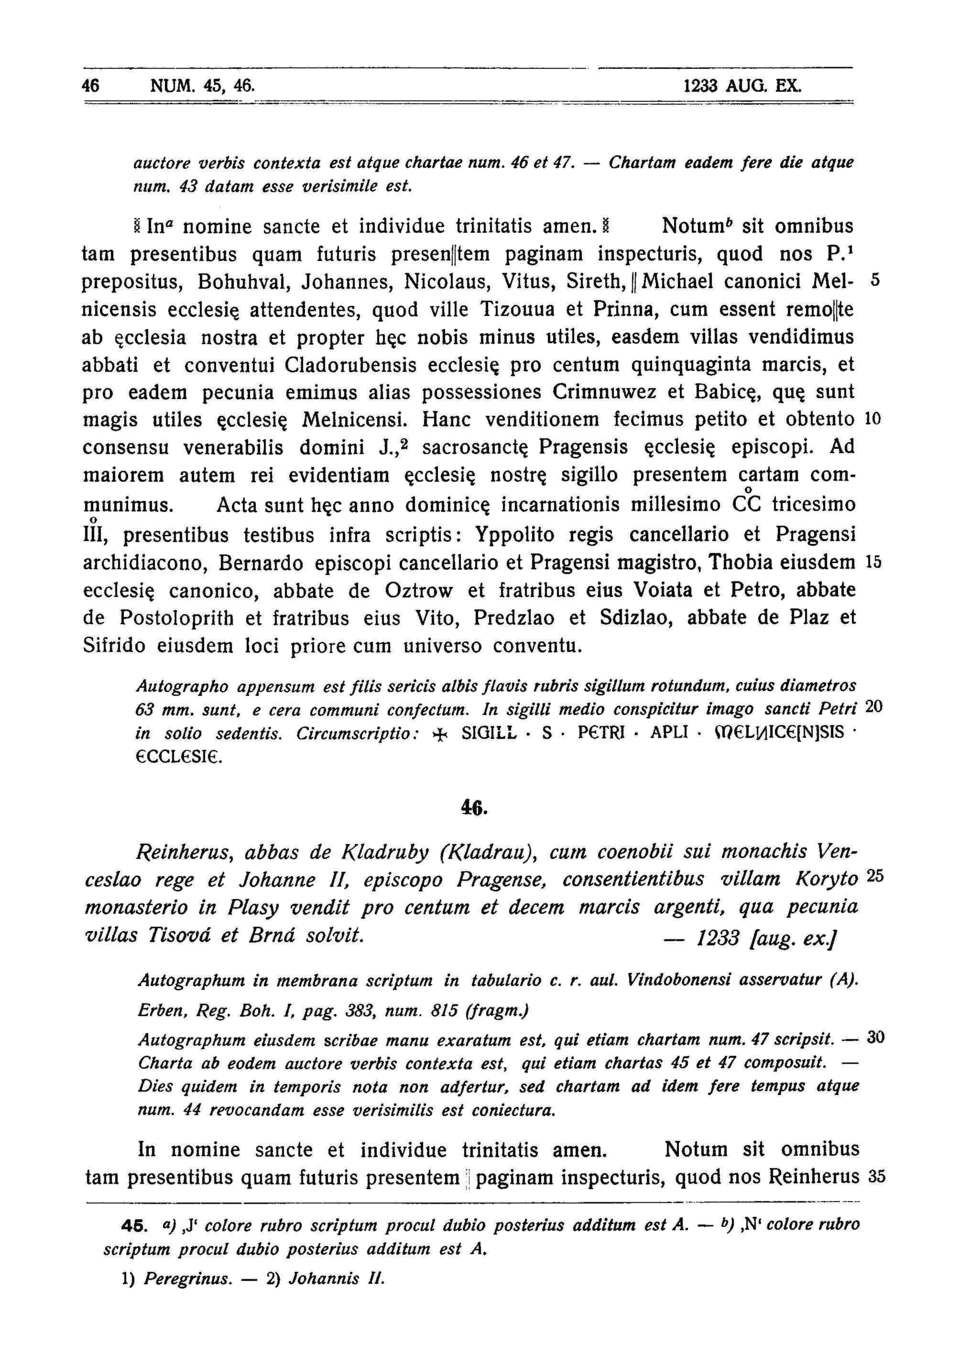 46 NUM. 45, 46. 1233 AUG. EX.
auctore verbis contexta est atque chartae num. 46 et 47. — Chartam eadem fere die atque
num. 43 datam esse verisimile est.
⁞ Inᵃ nomine sancte et individue trinitatis amen. ⁞ Notumᵇ sit omnibus
tam presentibus quam futuris presen||tem paginam inspecturis, quod nos P.¹
prepositus, Bohuhval, Johannes, Nicolaus, Vitus, Sireth, || Michael canonici Mel- 5
nicensis ecclesię attendentes, quod ville Tizouua et Prinna, cum essent remo||te
ab ęcclesia nostra et propter hęc nobis minus utiles, easdem villas vendidimus
abbati et conventui Cladorubensis ecclesię pro centum quinquaginta marcis, et
pro eadem pecunia emimus alias possessiones Crimnuwez et Babicę, quę sunt
magis utiles ęcclesię Melnicensi. Hanc venditionem fecimus petito et obtento 10
consensu venerabilis domini J.,² sacrosanctę Pragensis ęcclesię episcopi. Ad
maiorem autem rei evidentiam ęcclesię nostrę sigillo presentem cartam com-
munimus. Acta sunt hęc anno dominicę incarnationis millesimo CC̊ tricesimo
III̊, presentibus testibus infra scriptis: Yppolito regis cancellario et Pragensi
archidiacono, Bernardo episcopi cancellario et Pragensi magistro, Thobia eiusdem 15
ecclesię canonico, abbate de Oztrow et fratribus eius Voiata et Petro, abbate
de Postoloprith et fratribus eius Vito, Predzlao et Sdizlao, abbate de Plaz et
Sifrido eiusdem loci priore cum universo conventu.
Autographo appensum est filis sericis albis flavis rubris sigillum rotundum, cuius diametros
63 mm. sunt, e cera communi confectum. In sigilli medio conspicitur imago sancti Petri 20
in solio sedentis. Circumscriptio: ✠ SIGILL · S · PЄTRI · APLI · MЄLNICЄ[N]SIS ·
ЄCCLЄSIЄ.
46.
Reinherus, abbas de Kladruby (Kladrau), cum coenobii sui monachis Ven-
ceslao rege et Johanne II, episcopo Pragense, consentientibus villam Koryto 25
monasterio in Plasy vendit pro centum et decem marcis argenti, qua pecunia
villas Tisová et Brná solvit. — 1233 [aug. ex.]
Autographum in membrana scriptum in tabulario c. r. aul. Vindobonensi asservatur (A).
Erben, Reg. Boh. I, pag. 383, num. 815 (fragm.)
Autographum eiusdem scribae manu exaratum est, qui etiam chartam num. 47 scripsit. — 30
Charta ab eodem auctore verbis contexta est, qui etiam chartas 45 et 47 composuit. —
Dies quidem in temporis nota non adfertur, sed chartam ad idem fere tempus atque
num. 44 revocandam esse verisimilis est coniectura.
In nomine sancte et individue trinitatis amen. Notum sit omnibus
tam presentibus quam futuris presentem || paginam inspecturis, quod nos Reinherus 35
45. a) ‚J‘ colore rubro scriptum procul dubio posterius additum est A. — b) ‚N‘ colore rubro
scriptum procul dubio posterius additum est A.
1) Peregrinus. — 2) Johannis II.